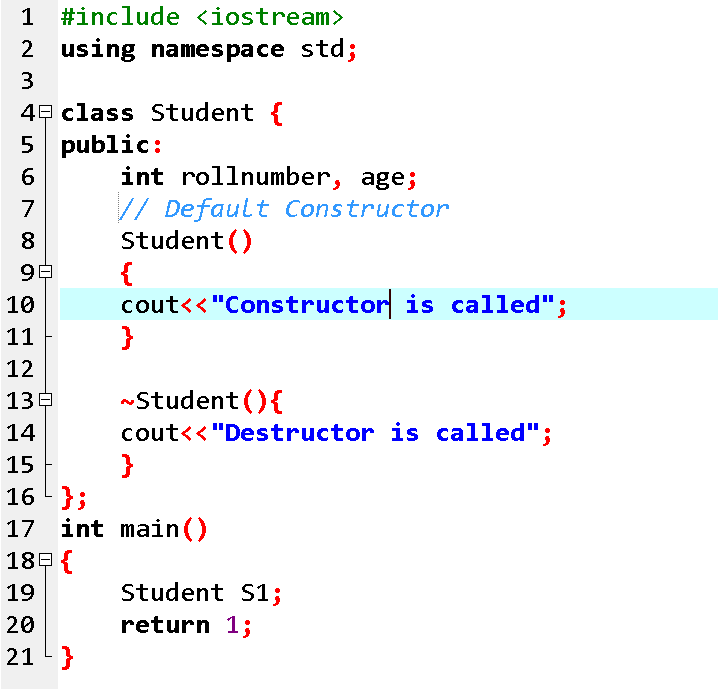 1 #include <iostream>
2 using namespace std;
3
4 class Student {
5 public:
6 int rollnumber, age;
7 // Default Constructor
8 Student()
9 {
10 cout<<"Constructor is called";
11 }
12
13 ~Student(){
14 cout<<"Destructor is called";
15 }
16 };
17 int main()
18 {
19 Student S1;
20 return 1;
21 }